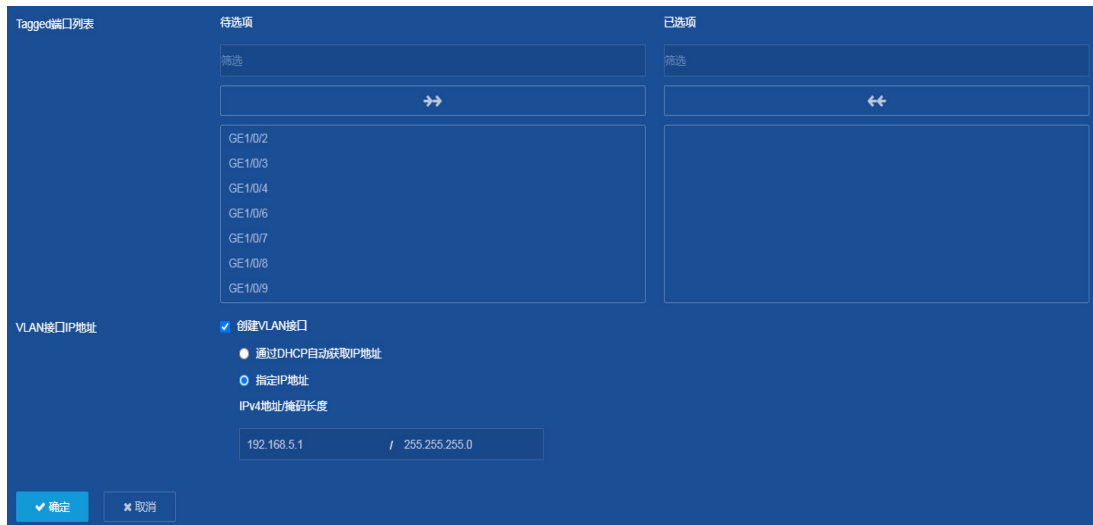 Tagged端口列表
待选项
已选项
筛选
筛选
GE1/0/2
GE1/0/3
GE1/0/4
GE1/0/6
GE1/0/7
GE1/0/8
GE1/0/9
VLAN接口IP地址
创建VLAN接口
通过DHCP自动获取IP地址
指定IP地址
IPv4地址/掩码长度
192.168.5.1 / 255.255.255.0
确定
取消